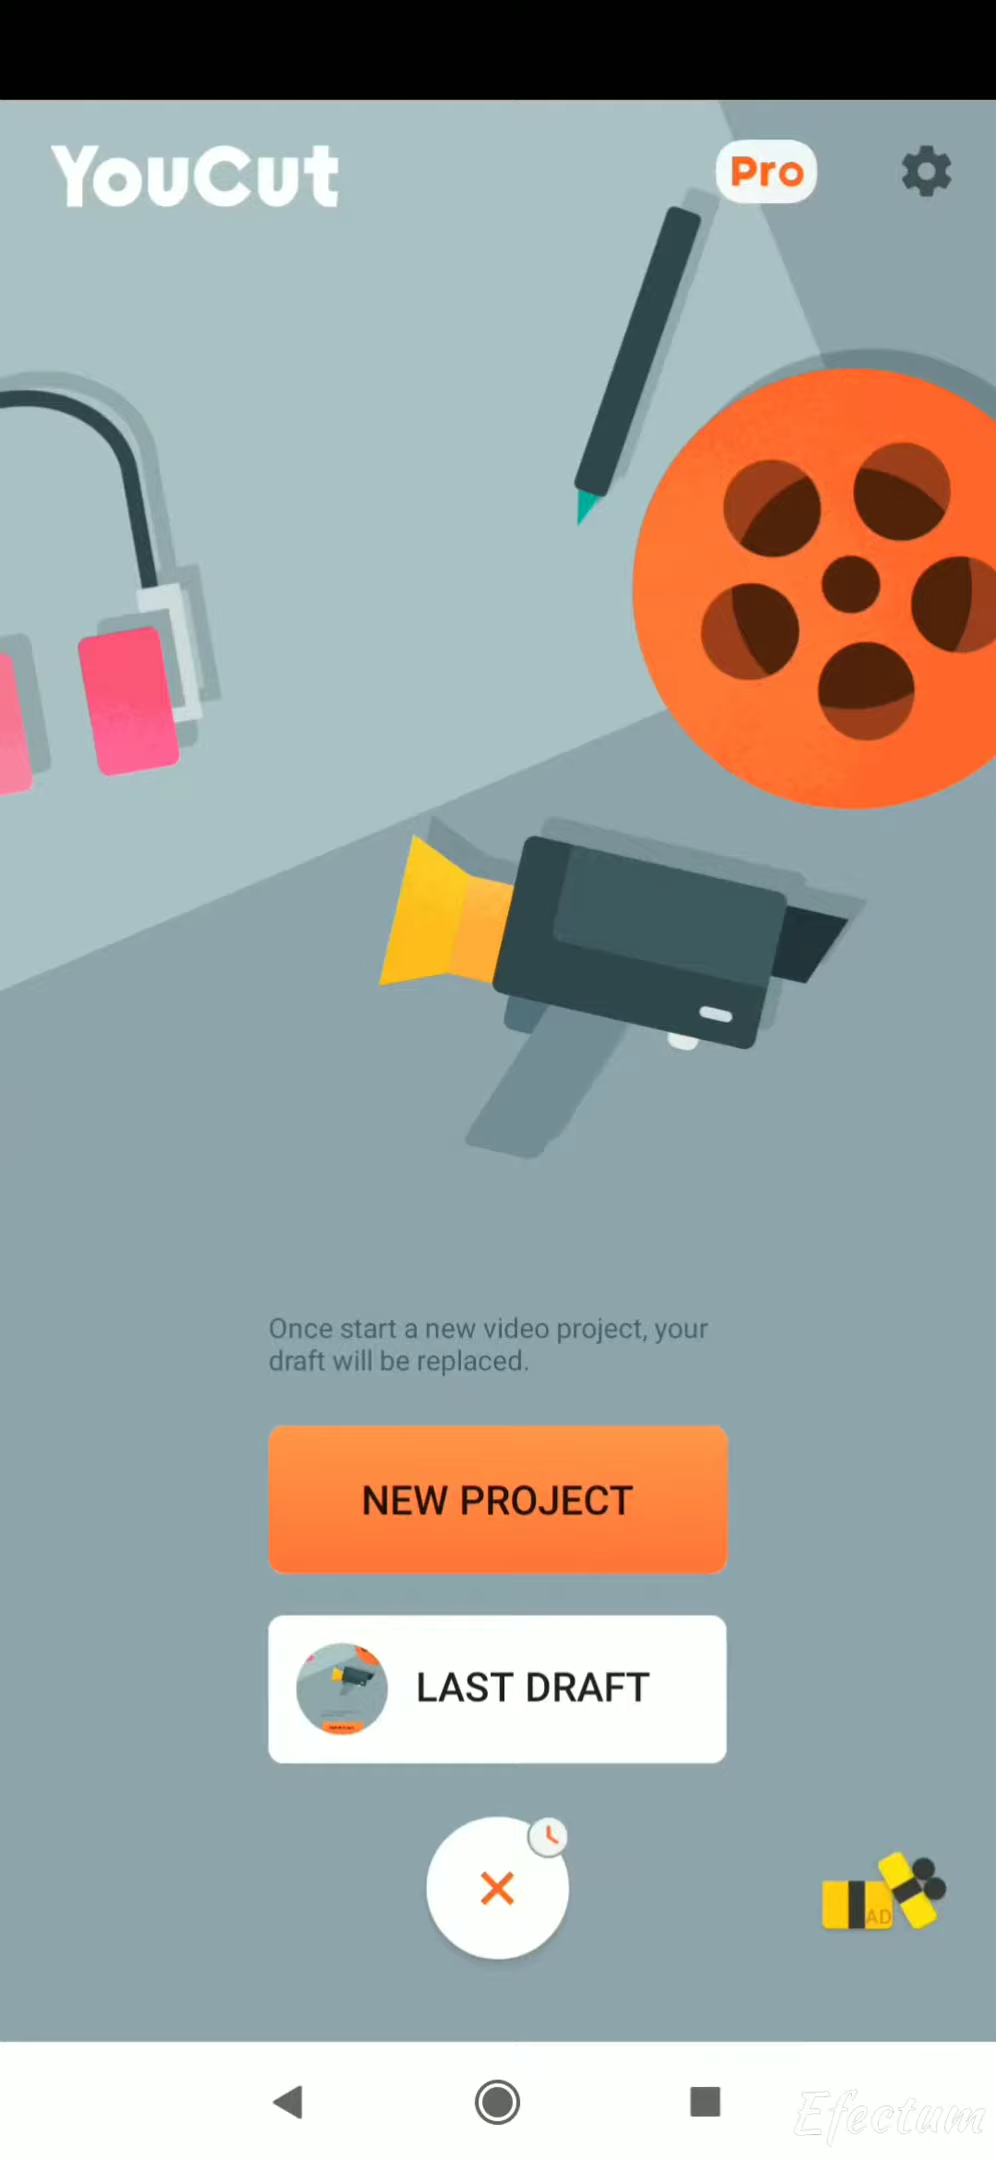 YouCut
Pro
Once start a new video project, your
draft will be replaced.
NEW PROJECT
LAST DRAFT
AD
Efectum